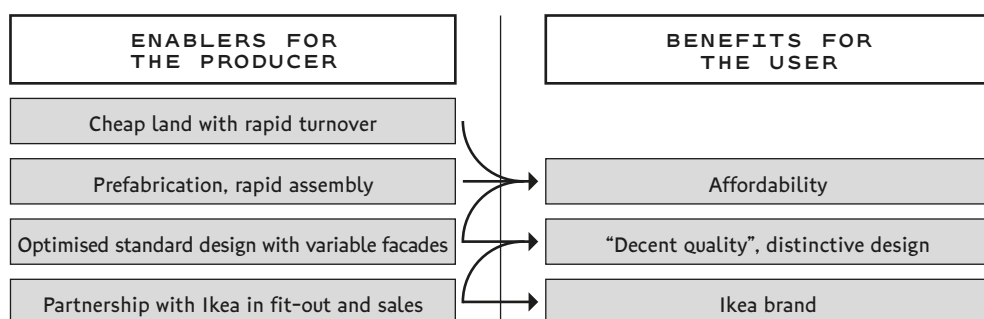 ENABLERS FOR
THE PRODUCER
BENEFITS FOR
THE USER
Cheap land with rapid turnover
Prefabrication, rapid assembly
Affordability
Optimised standard design with variable facades
“Decent quality”, distinctive design
Partnership with Ikea in fit-out and sales
Ikea brand